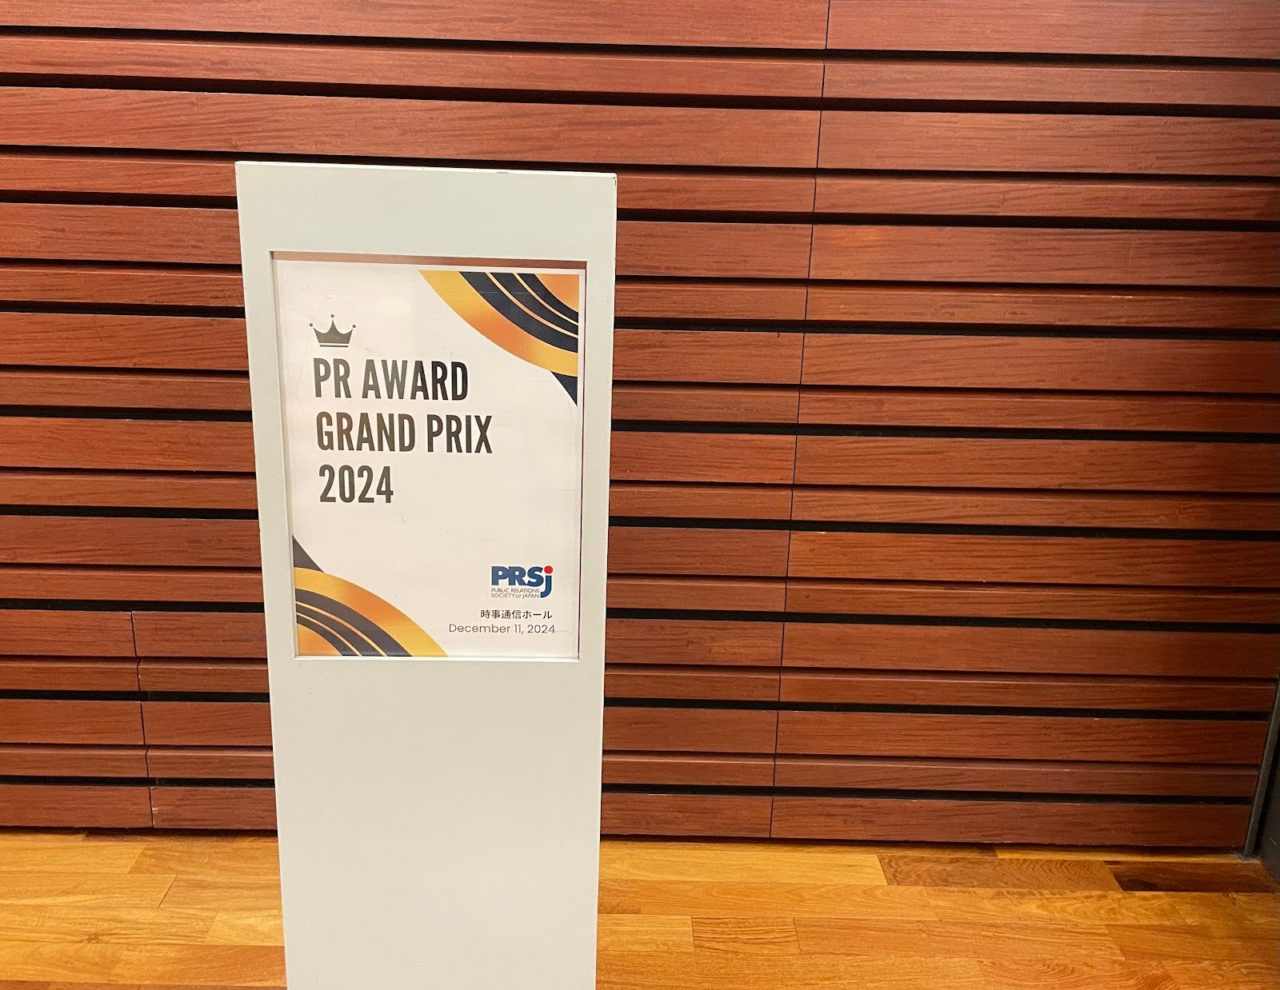 PR AWARD
GRAND PRIX
2024
PRSj
PUBLIC RELATIONS
SOCIETY of JAPAN
時事通信ホール
December 11, 2024